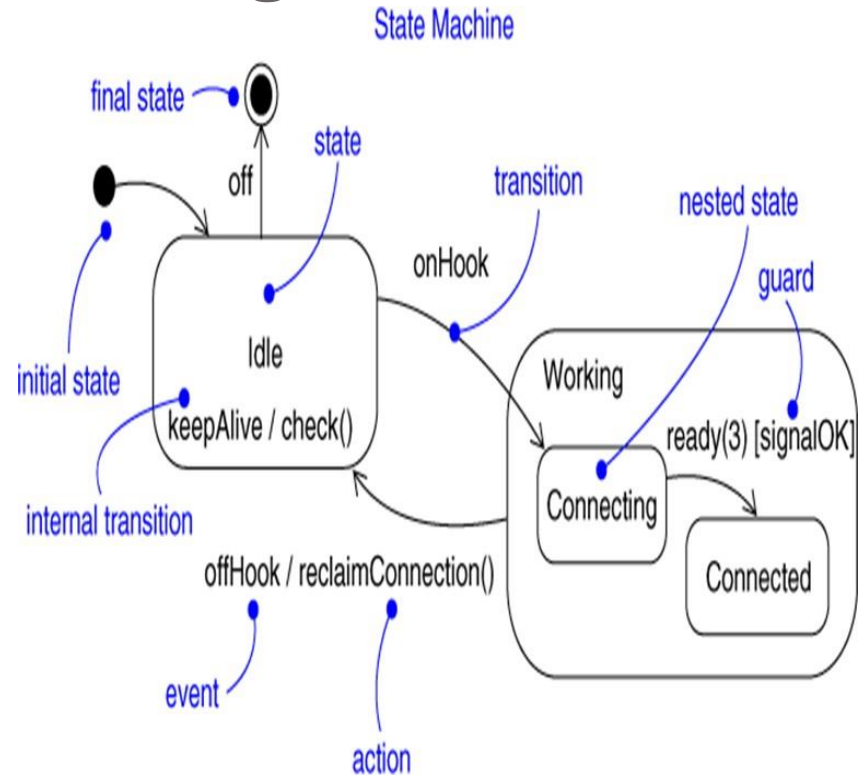 State Machine
final state
state
off
transition
nested state
onHook
guard
Idle
initial state
Working
keepAlive / check()
ready(3) [signalOK]
Connecting
internal transition
offHook / reclaimConnection()
Connected
event
action